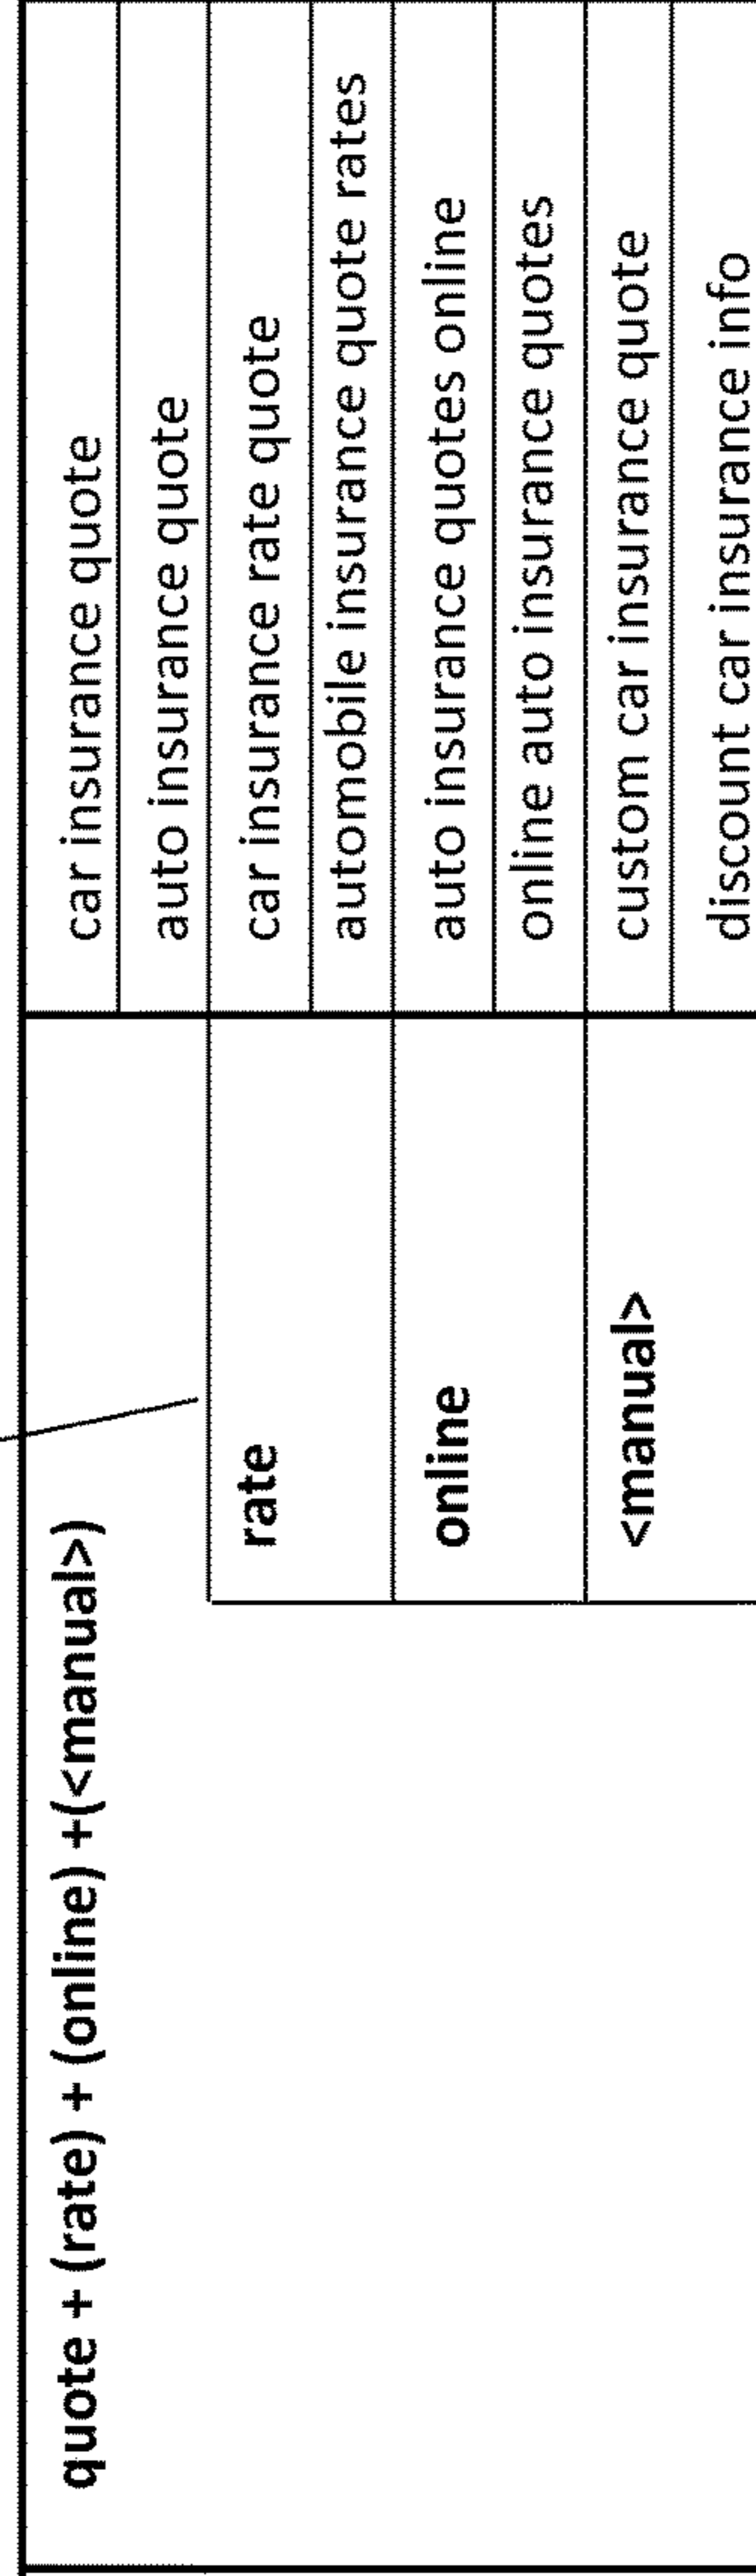 quote + (rate) + (online) +(<manual>)
car insurance quote
auto insurance quote
rate
car insurance rate quote
automobile insurance quote rates
online
auto insurance quotes online
online auto insurance quotes
<manual>
custom car insurance quote
discount car insurance info